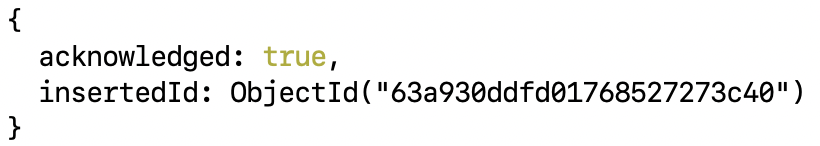 {
  acknowledged: true,
  insertedId: ObjectId("63a930ddfd01768527273c40")
}